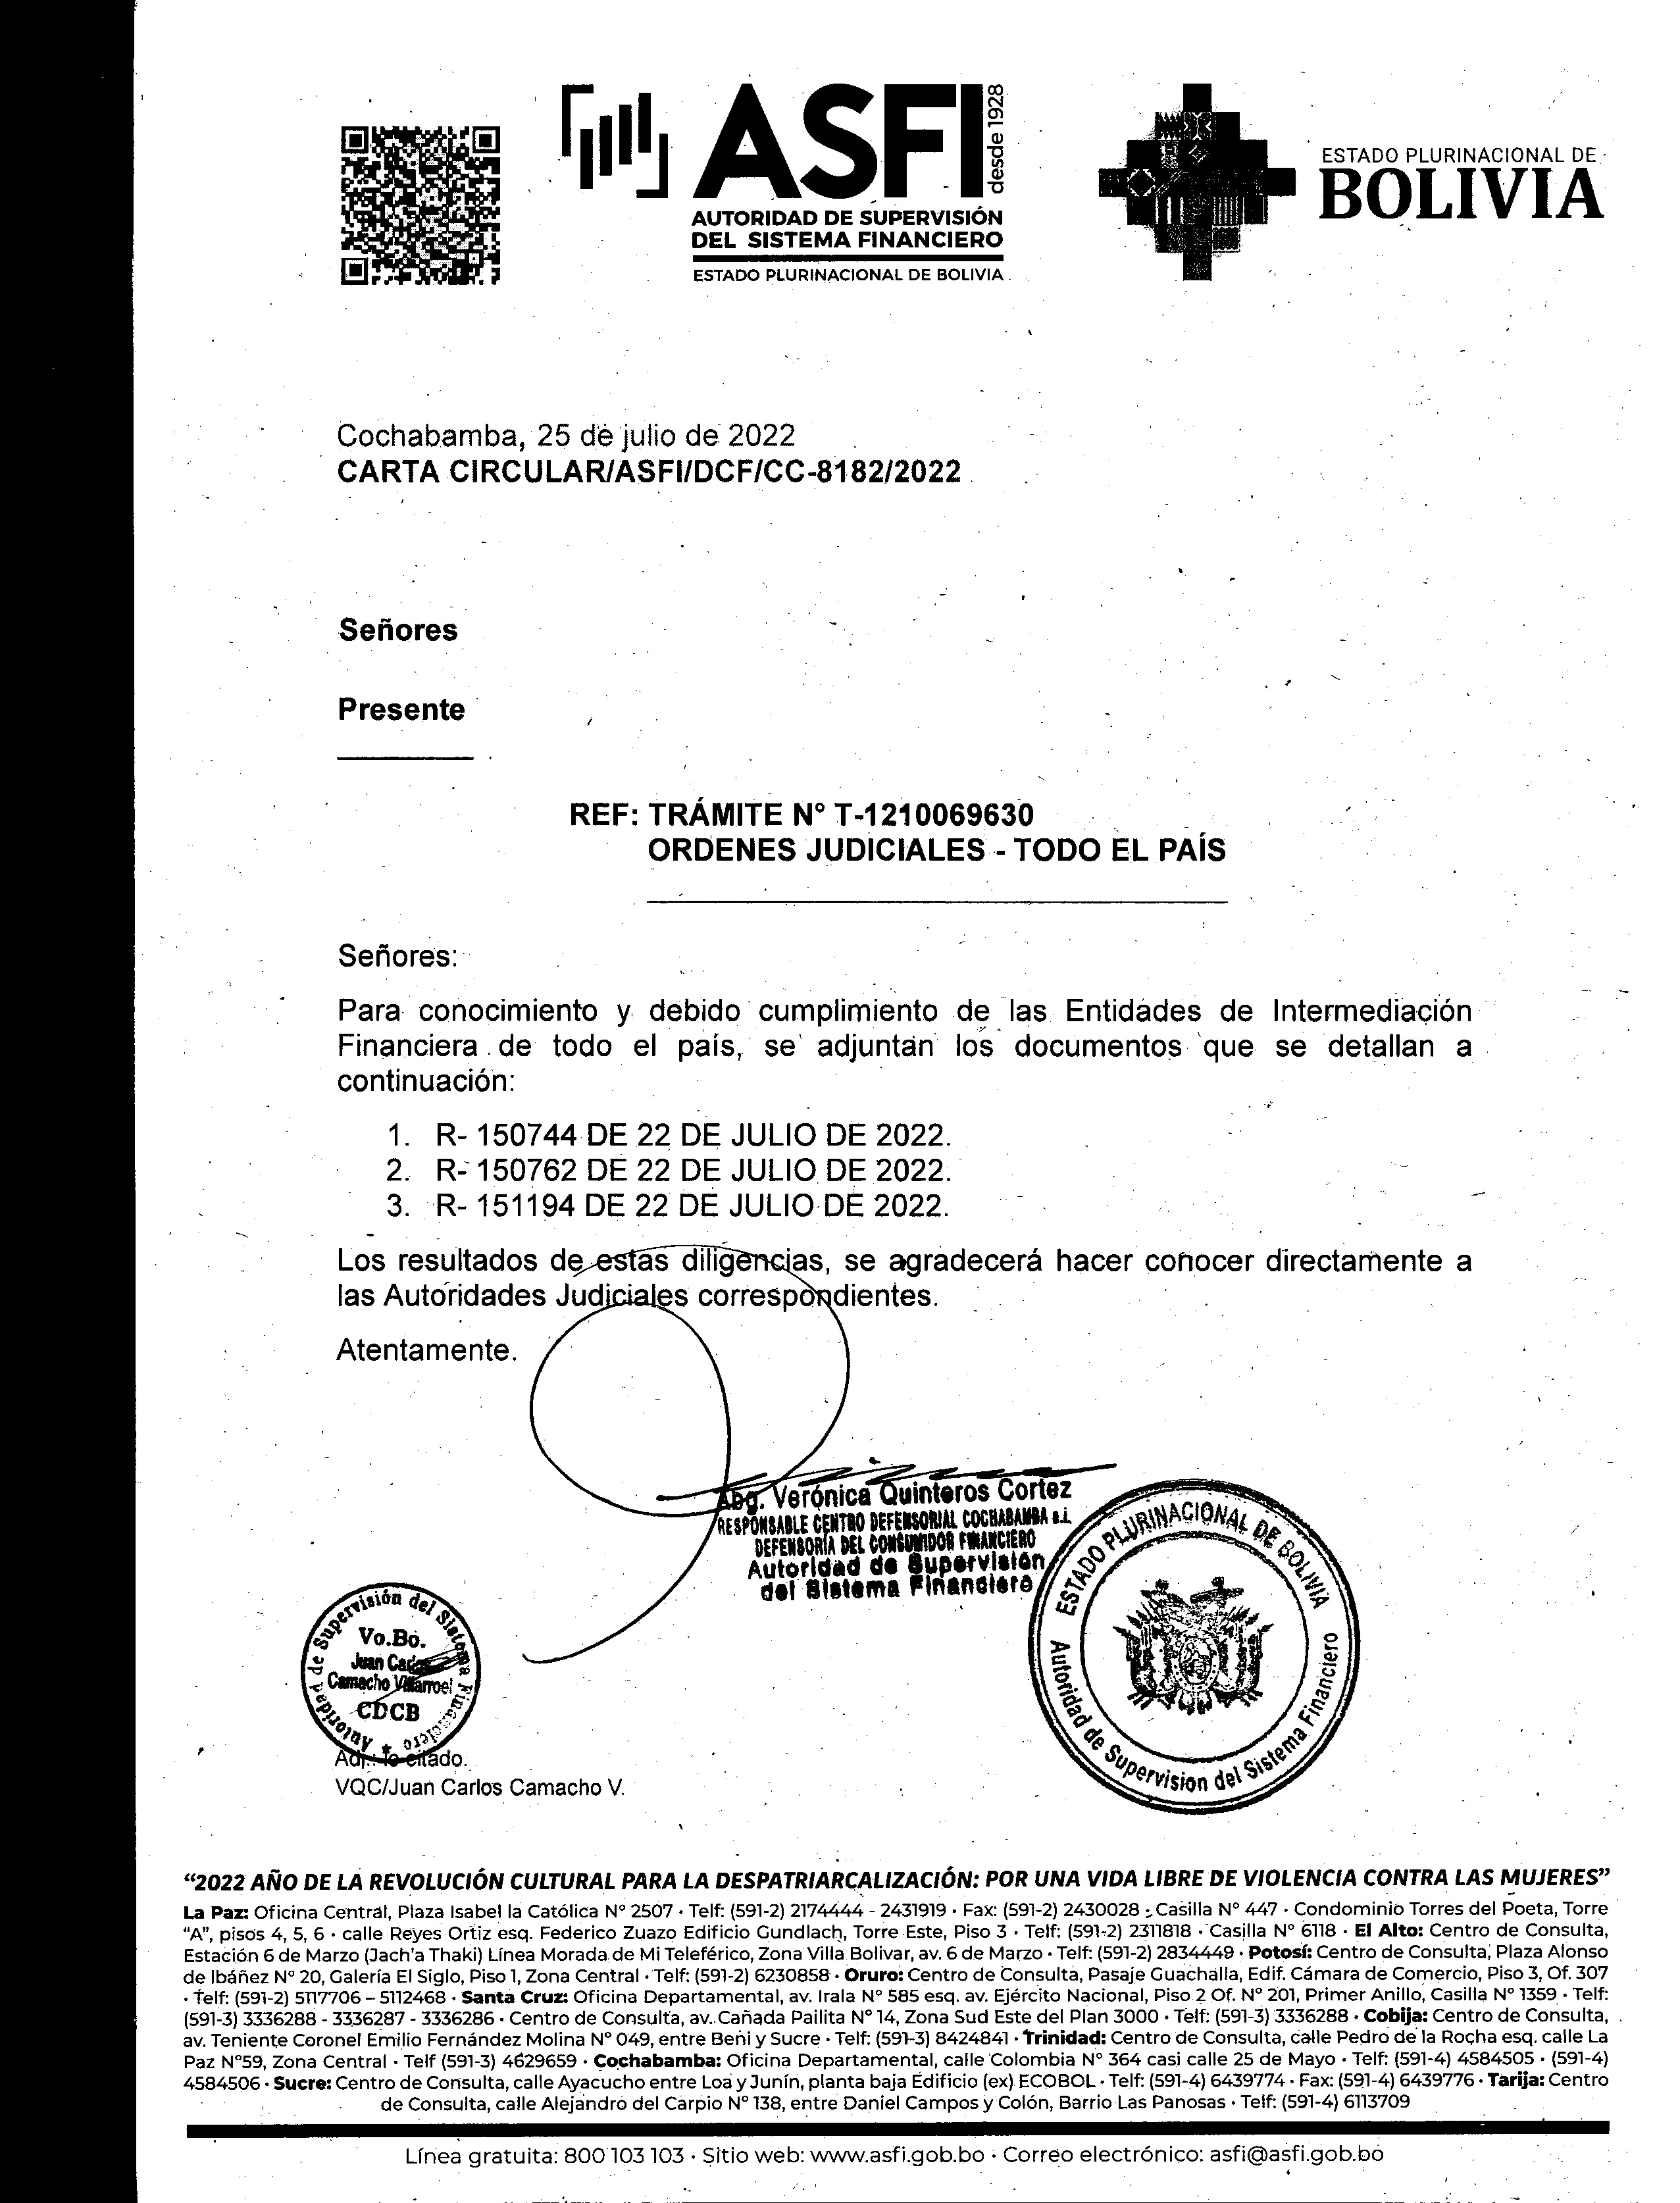 ASFI
desde 1928
AUTORIDAD DE SUPERVISIÓN
DEL SISTEMA FINANCIERO
ESTADO PLURINACIONAL DE BOLIVIA
ESTADO PLURINACIONAL DE
BOLIVIA
Cochabamba, 25 de julio de 2022
CARTA CIRCULAR/ASFI/DCF/CC-8182/2022
Señores
Presente
REF: TRÁMITE Nº T-1210069630
ORDENES JUDICIALES - TODO EL PAÍS
Señores:
Para conocimiento y debido cumplimiento de las Entidades de Intermediación
Financiera de todo el país, se adjuntan los documentos que se detallan a
continuación:
1. R- 150744 DE 22 DE JULIO DE 2022.
2. R- 150762 DE 22 DE JULIO DE 2022.
3. R- 151194 DE 22 DE JULIO DE 2022.
Los resultados de estas diligencias, se agradecerá hacer conocer directamente a
las Autoridades Judiciales correspondientes.
Atentamente.
Abg. Verónica Quinteros Cortez
RESPONSABLE CENTRO DEFENSORIAL COCHABAMBA a.i.
DEFENSORÍA DEL CONSUMIDOR FINANCIERO
Autoridad de Supervisión
del Sistema Financiero
ESTADO PLURINACIONAL DE BOLIVIA
Autoridad de Supervision del Sistema Financiero
Autoridad de Supervisión del Sistema Financiero
Vo.Bo.
Juan Carlos
Camacho Villarroel
CDCB
Adj.: lo citado.
VQC/Juan Carlos Camacho V.
“2022 AÑO DE LA REVOLUCIÓN CULTURAL PARA LA DESPATRIARCALIZACIÓN: POR UNA VIDA LIBRE DE VIOLENCIA CONTRA LAS MUJERES”
La Paz: Oficina Central, Plaza Isabel la Católica Nº 2507 · Telf: (591-2) 2174444 - 2431919 · Fax: (591-2) 2430028 · Casilla Nº 447 · Condominio Torres del Poeta, Torre
“A”, pisos 4, 5, 6 · calle Reyes Ortiz esq. Federico Zuazo Edificio Gundlach, Torre Este, Piso 3 · Telf: (591-2) 2311818 · Casilla Nº 6118 · El Alto: Centro de Consulta,
Estación 6 de Marzo (Jach’a Thaki) Línea Morada de Mi Teleférico, Zona Villa Bolivar, av. 6 de Marzo · Telf: (591-2) 2834449 · Potosí: Centro de Consulta, Plaza Alonso
de Ibáñez Nº 20, Galería El Siglo, Piso 1, Zona Central · Telf: (591-2) 6230858 · Oruro: Centro de Consulta, Pasaje Guachalla, Edif. Cámara de Comercio, Piso 3, Of. 307
· Telf: (591-2) 5117706 – 5112468 · Santa Cruz: Oficina Departamental, av. Irala Nº 585 esq. av. Ejército Nacional, Piso 2 Of. Nº 201, Primer Anillo, Casilla Nº 1359 · Telf:
(591-3) 3336288 - 3336287 - 3336286 · Centro de Consulta, av. Cañada Pailita Nº 14, Zona Sud Este del Plan 3000 · Telf: (591-3) 3336288 · Cobija: Centro de Consulta,
av. Teniente Coronel Emilio Fernández Molina Nº 049, entre Beni y Sucre · Telf: (591-3) 8424841 · Trinidad: Centro de Consulta, calle Pedro de la Rocha esq. calle La
Paz Nº59, Zona Central · Telf (591-3) 4629659 · Cochabamba: Oficina Departamental, calle Colombia Nº 364 casi calle 25 de Mayo · Telf: (591-4) 4584505 · (591-4)
4584506 · Sucre: Centro de Consulta, calle Ayacucho entre Loa y Junín, planta baja Edificio (ex) ECOBOL · Telf: (591-4) 6439774 · Fax: (591-4) 6439776 · Tarija: Centro
de Consulta, calle Alejandro del Carpio Nº 138, entre Daniel Campos y Colón, Barrio Las Panosas · Telf: (591-4) 6113709
Línea gratuita: 800 103 103 · Sitio web: www.asfi.gob.bo · Correo electrónico: asfi@asfi.gob.bo